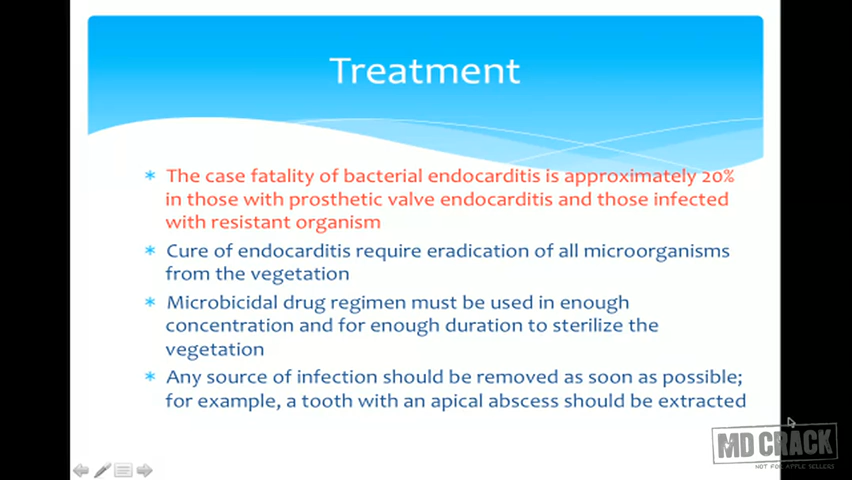 Treatment
The case fatality of bacterial endocarditis is approximately 20%
in those with prosthetic valve endocarditis and those infected
with resistant organism
Cure of endocarditis require eradication of all microorganisms
from the vegetation
Microbicidal drug regimen must be used in enough
concentration and for enough duration to sterilize the
vegetation
Any source of infection should be removed as soon as possible;
for example, a tooth with an apical abscess should be extracted
MD CRACK
NOT FOR APPLE SELLERS